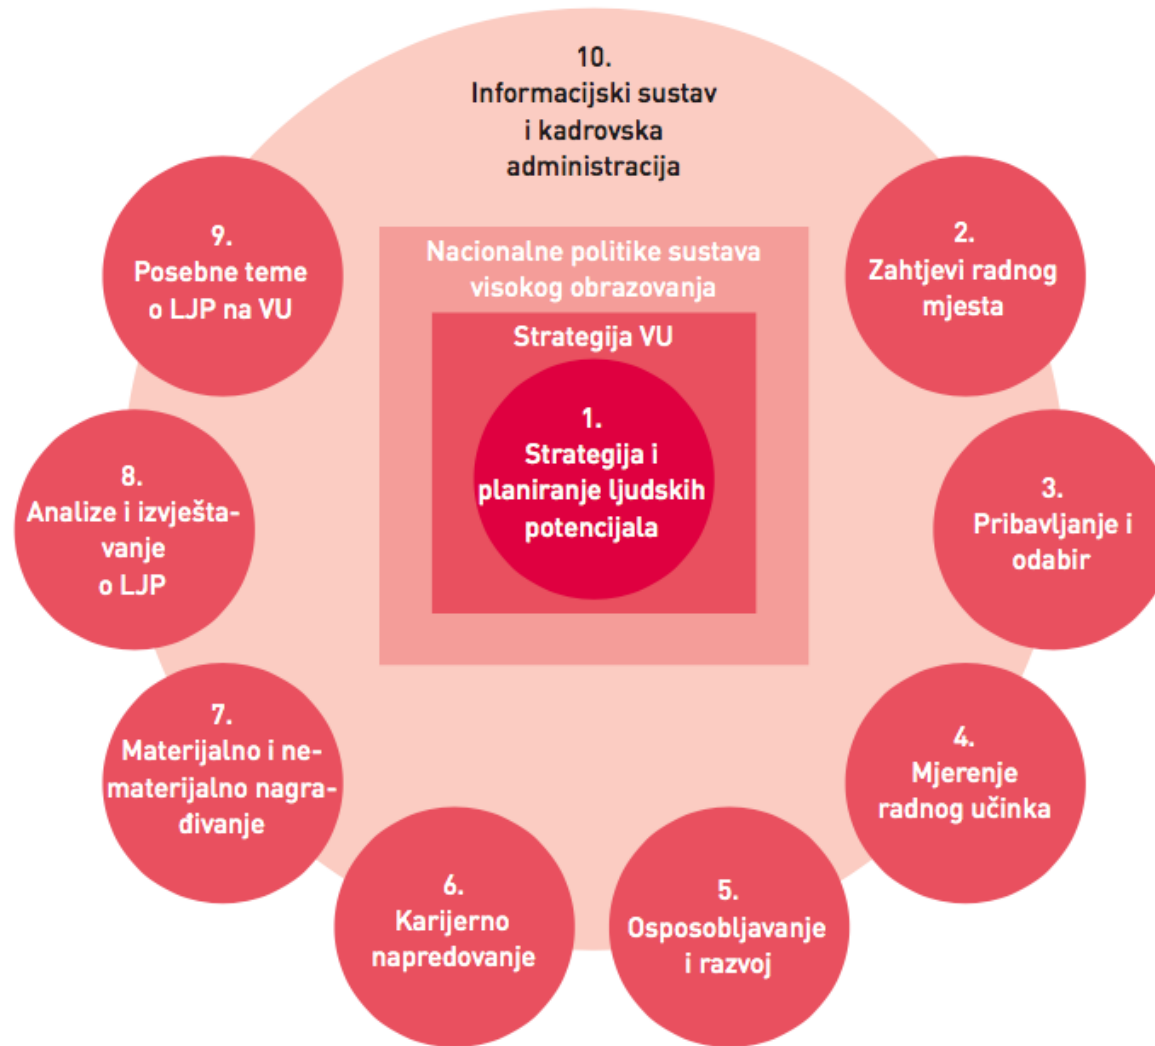 10.
Informacijski sustav
i kadrovska
administracija
Nacionalne politike sustava
visokog obrazovanja
Strategija VU
1.
Strategija i
planiranje ljudskih
potencijala
2.
Zahtjevi radnog
mjesta
3.
Pribavljanje i
odabir
4.
Mjerenje
radnog učinka
5.
Osposobljavanje
i razvoj
6.
Karijerno
napredovanje
7.
Materijalno i ne-
materijalno nagra-
đivanje
8.
Analize i izvješta-
vanje
o LJP
9.
Posebne teme
o LJP na VU